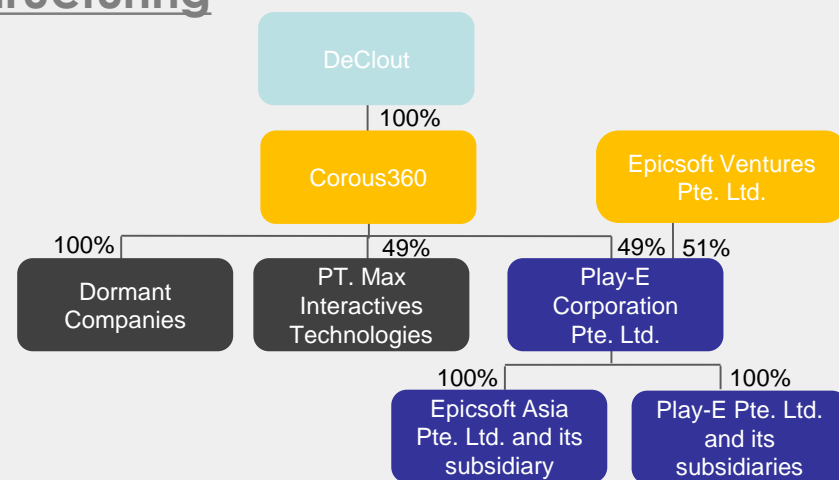 DeClout
100%
Corous360
Epicsoft Ventures
Pte. Ltd.
100%
49%
49%
51%
Dormant
Companies
PT. Max
Interactives
Technologies
Play-E
Corporation
Pte. Ltd.
100%
100%
Epicsoft Asia
Pte. Ltd. and its
subsidiary
Play-E Pte. Ltd.
and its
subsidiaries